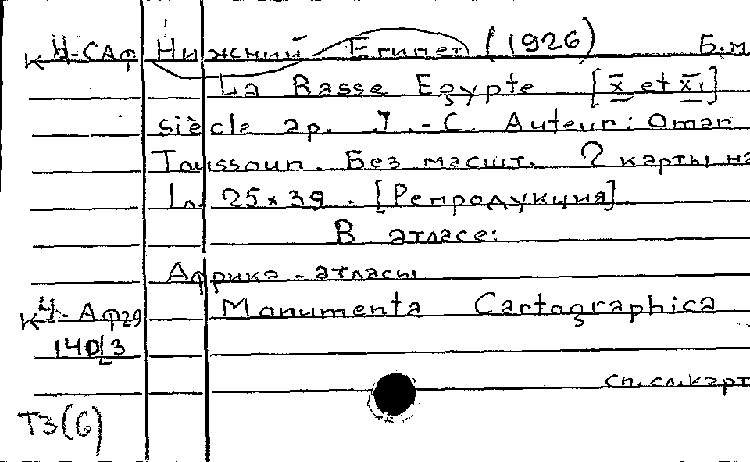 К Ч-САф Нижний Египет (1926) Б.м
La Basse Egypte [X et XI]
siècle ap. J.-C. Auteur: Omar
Toussoun. Без масшт. 2 карты на
1л. 25×39. [Репродукция]
В атласе:
Африка - атласы
К Ч-Аф29 Monumenta Cartographica
140/3
сп.сл.карт
ТЗ(6)